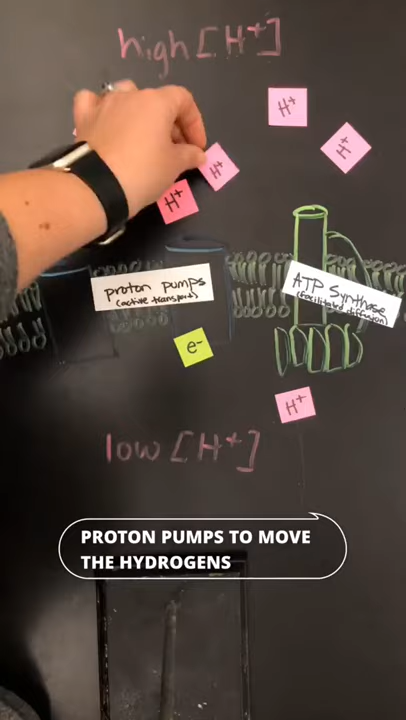 high [H⁺]
H⁺
H⁺
H⁺
H⁺
proton pumps
(active transport)
ATP Synthase
(facilitated diffusion)
e⁻
H⁺
low [H⁺]
PROTON PUMPS TO MOVE
THE HYDROGENS